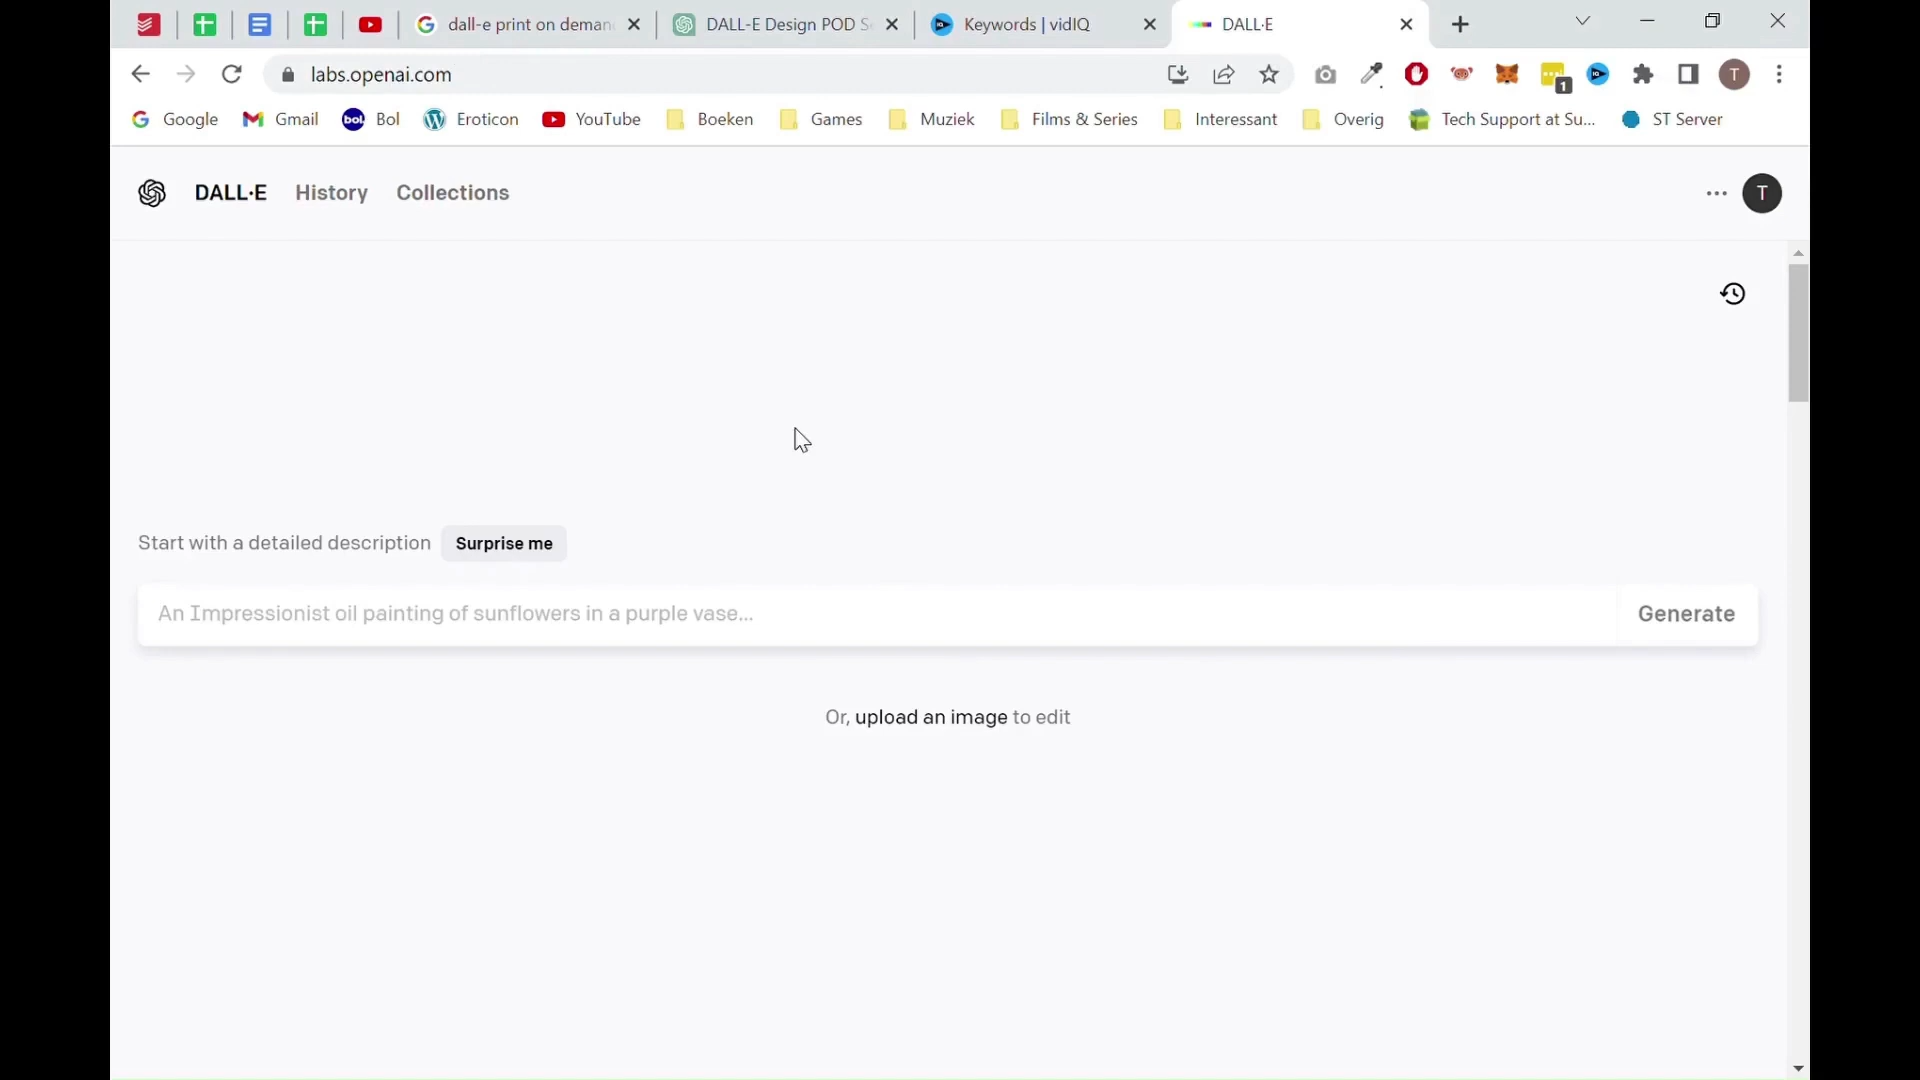 dall-e print on deman
DALL-E Design POD S
Keywords | vidIQ
DALL·E
labs.openai.com
1
T
Google
Gmail
bol.
Bol
Eroticon
YouTube
Boeken
Games
Muziek
Films & Series
Interessant
Overig
Tech Support at Su...
ST Server
DALL·E
History
Collections
T
Start with a detailed description
Surprise me
An Impressionist oil painting of sunflowers in a purple vase...
Generate
Or, upload an image to edit